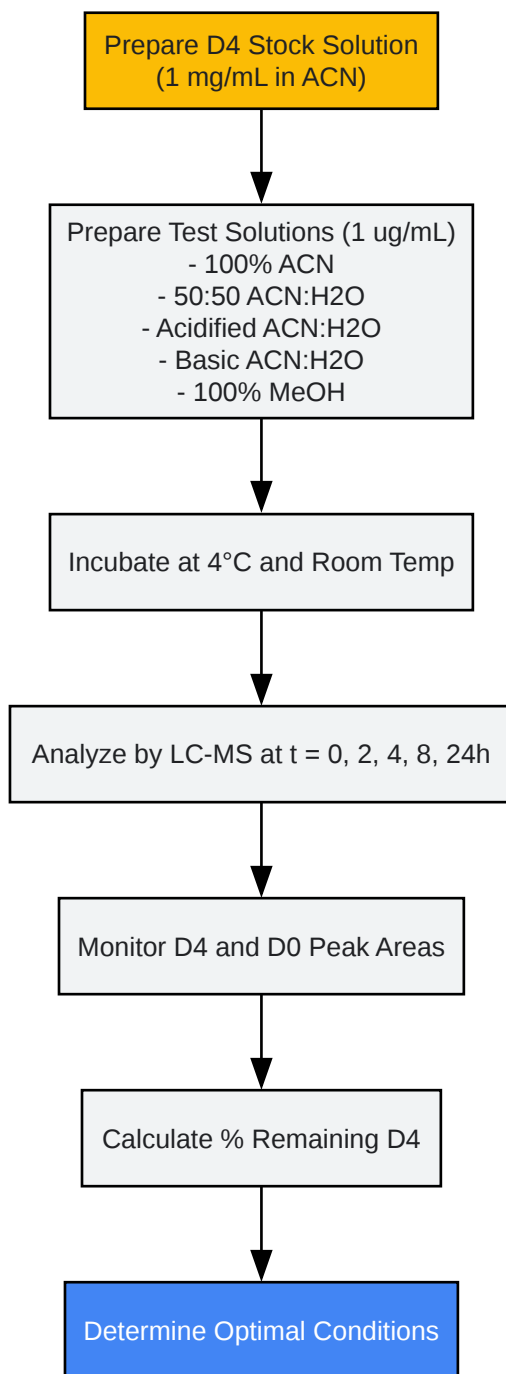 Prepare D4 Stock Solution
(1 mg/mL in ACN)
Prepare Test Solutions (1 ug/mL)
- 100% ACN
- 50:50 ACN:H2O
- Acidified ACN:H2O
- Basic ACN:H2O
- 100% MeOH
Incubate at 4°C and Room Temp
Analyze by LC-MS at t = 0, 2, 4, 8, 24h
Monitor D4 and D0 Peak Areas
Calculate % Remaining D4
Determine Optimal Conditions